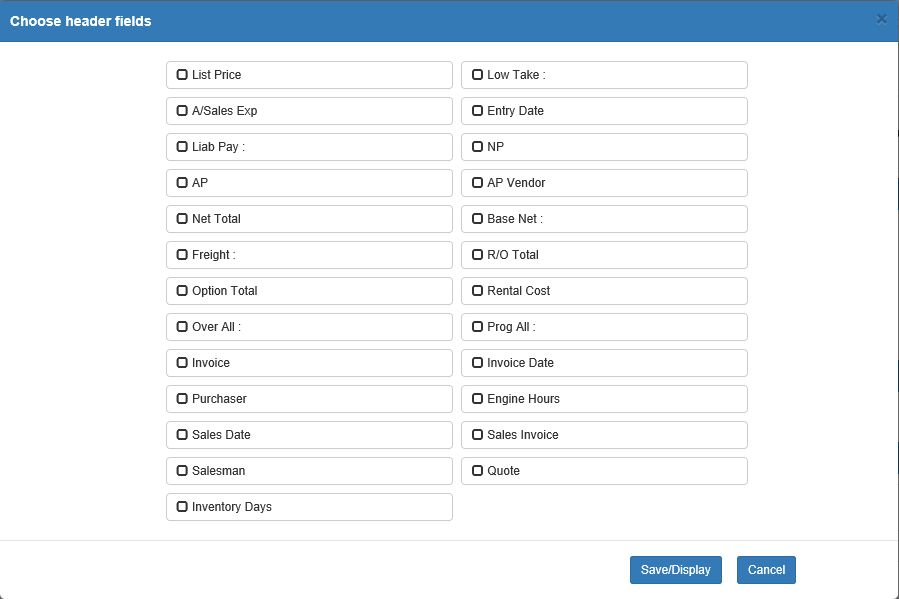 Choose header fields
×
List Price
Low Take :
A/Sales Exp
Entry Date
Liab Pay :
NP
AP
AP Vendor
Net Total
Base Net :
Freight :
R/O Total
Option Total
Rental Cost
Over All :
Prog All :
Invoice
Invoice Date
Purchaser
Engine Hours
Sales Date
Sales Invoice
Salesman
Quote
Inventory Days
Save/Display
Cancel